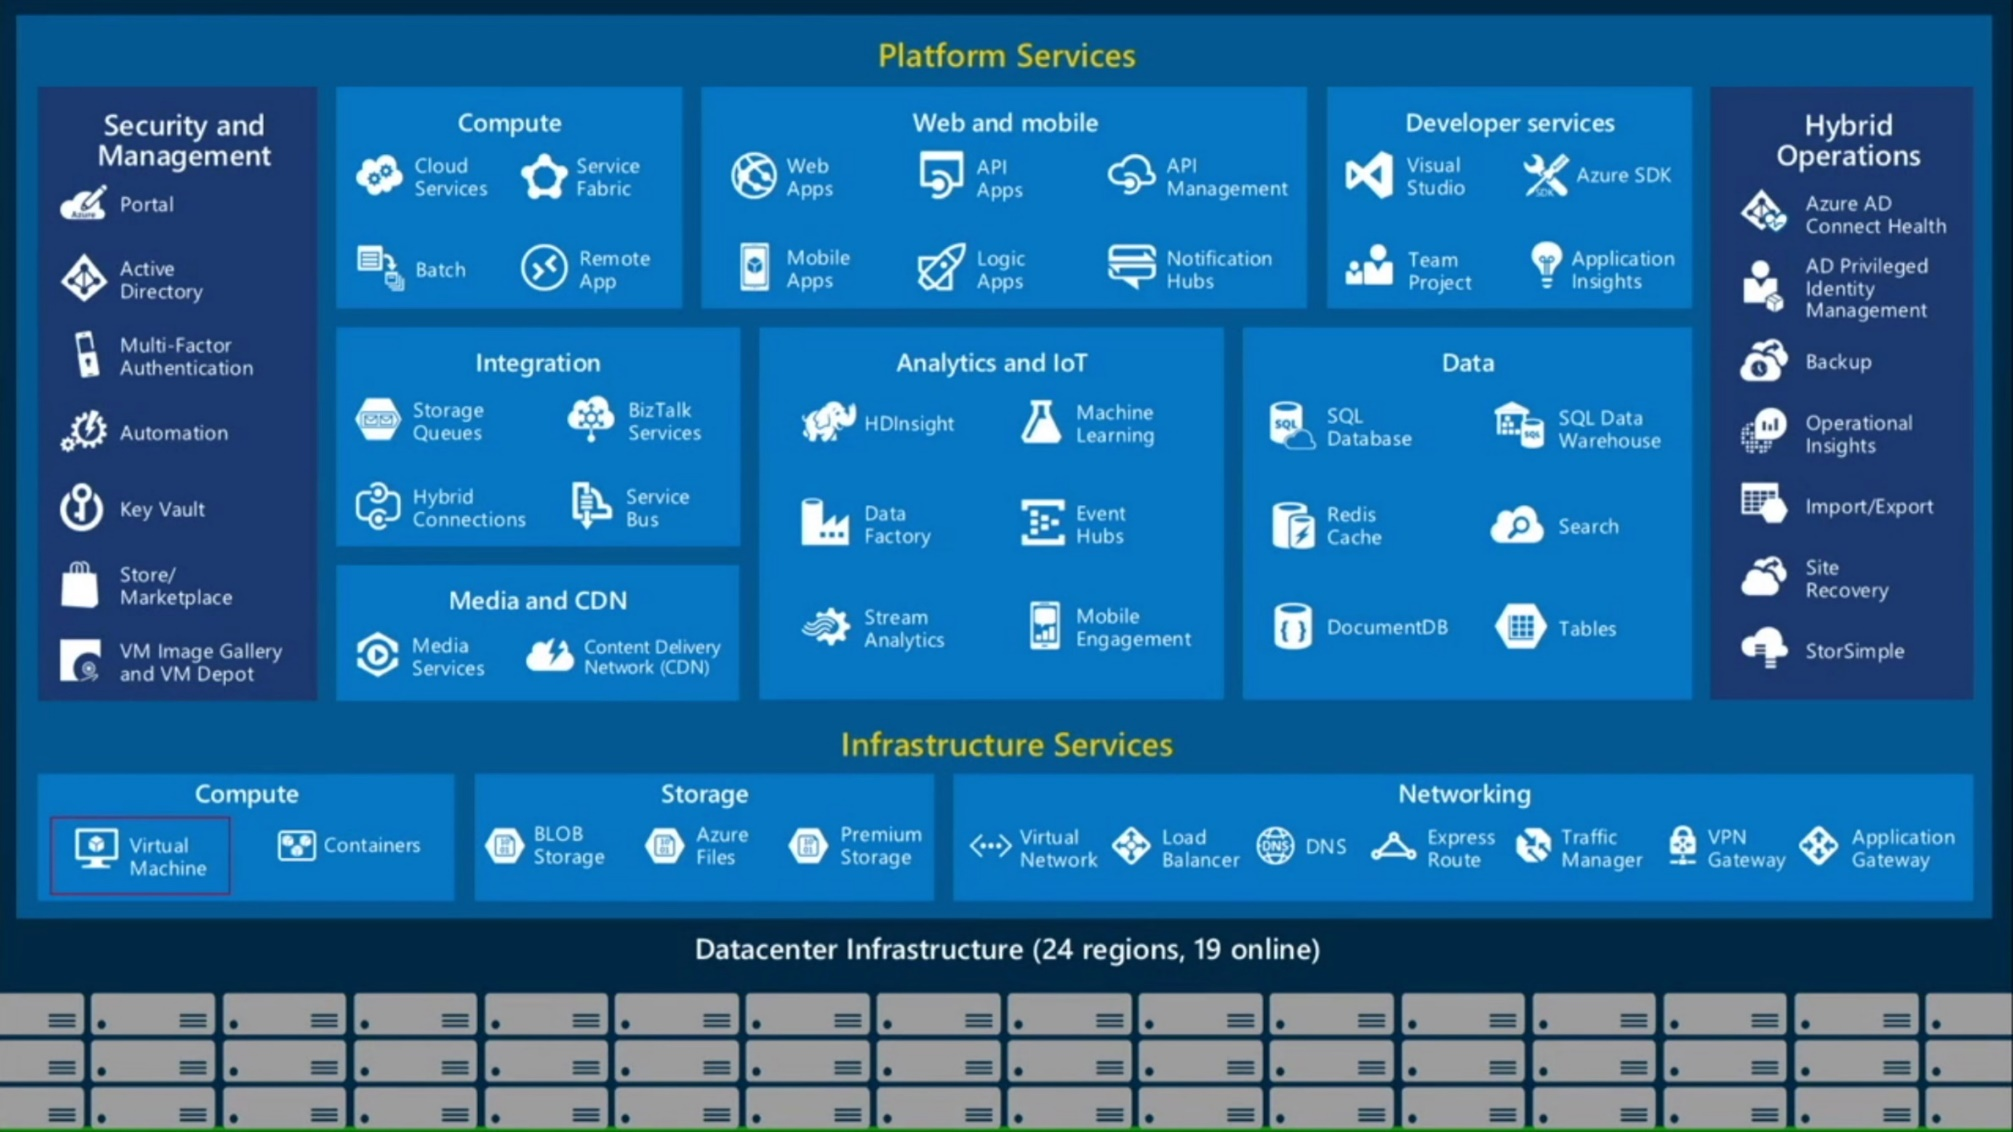 Platform Services
Security and
Management
Portal
Active
Directory
Multi-Factor
Authentication
Automation
Key Vault
Store/
Marketplace
VM Image Gallery
and VM Depot
Compute
Cloud
Services
Service
Fabric
Batch
Remote
App
Web and mobile
Web
Apps
API
Apps
API
Management
Mobile
Apps
Logic
Apps
Notification
Hubs
Developer services
Visual
Studio
SDK
Azure SDK
Team
Project
Application
Insights
Integration
Storage
Queues
BizTalk
Services
Hybrid
Connections
Service
Bus
Media and CDN
Media
Services
Content Delivery
Network (CDN)
Analytics and IoT
HDInsight
Machine
Learning
Data
Factory
Event
Hubs
Stream
Analytics
Mobile
Engagement
Data
SQL
SQL
Database
SQL
SQL Data
Warehouse
Redis
Cache
Search
DocumentDB
Tables
Hybrid
Operations
Azure AD
Connect Health
AD Privileged
Identity
Management
Backup
Operational
Insights
Import/Export
Site
Recovery
StorSimple
Infrastructure Services
Compute
Virtual
Machine
Containers
Storage
BLOB
Storage
Azure
Files
Premium
Storage
Networking
Virtual
Network
Load
Balancer
DNS
DNS
Express
Route
Traffic
Manager
VPN
Gateway
Application
Gateway
Datacenter Infrastructure (24 regions, 19 online)